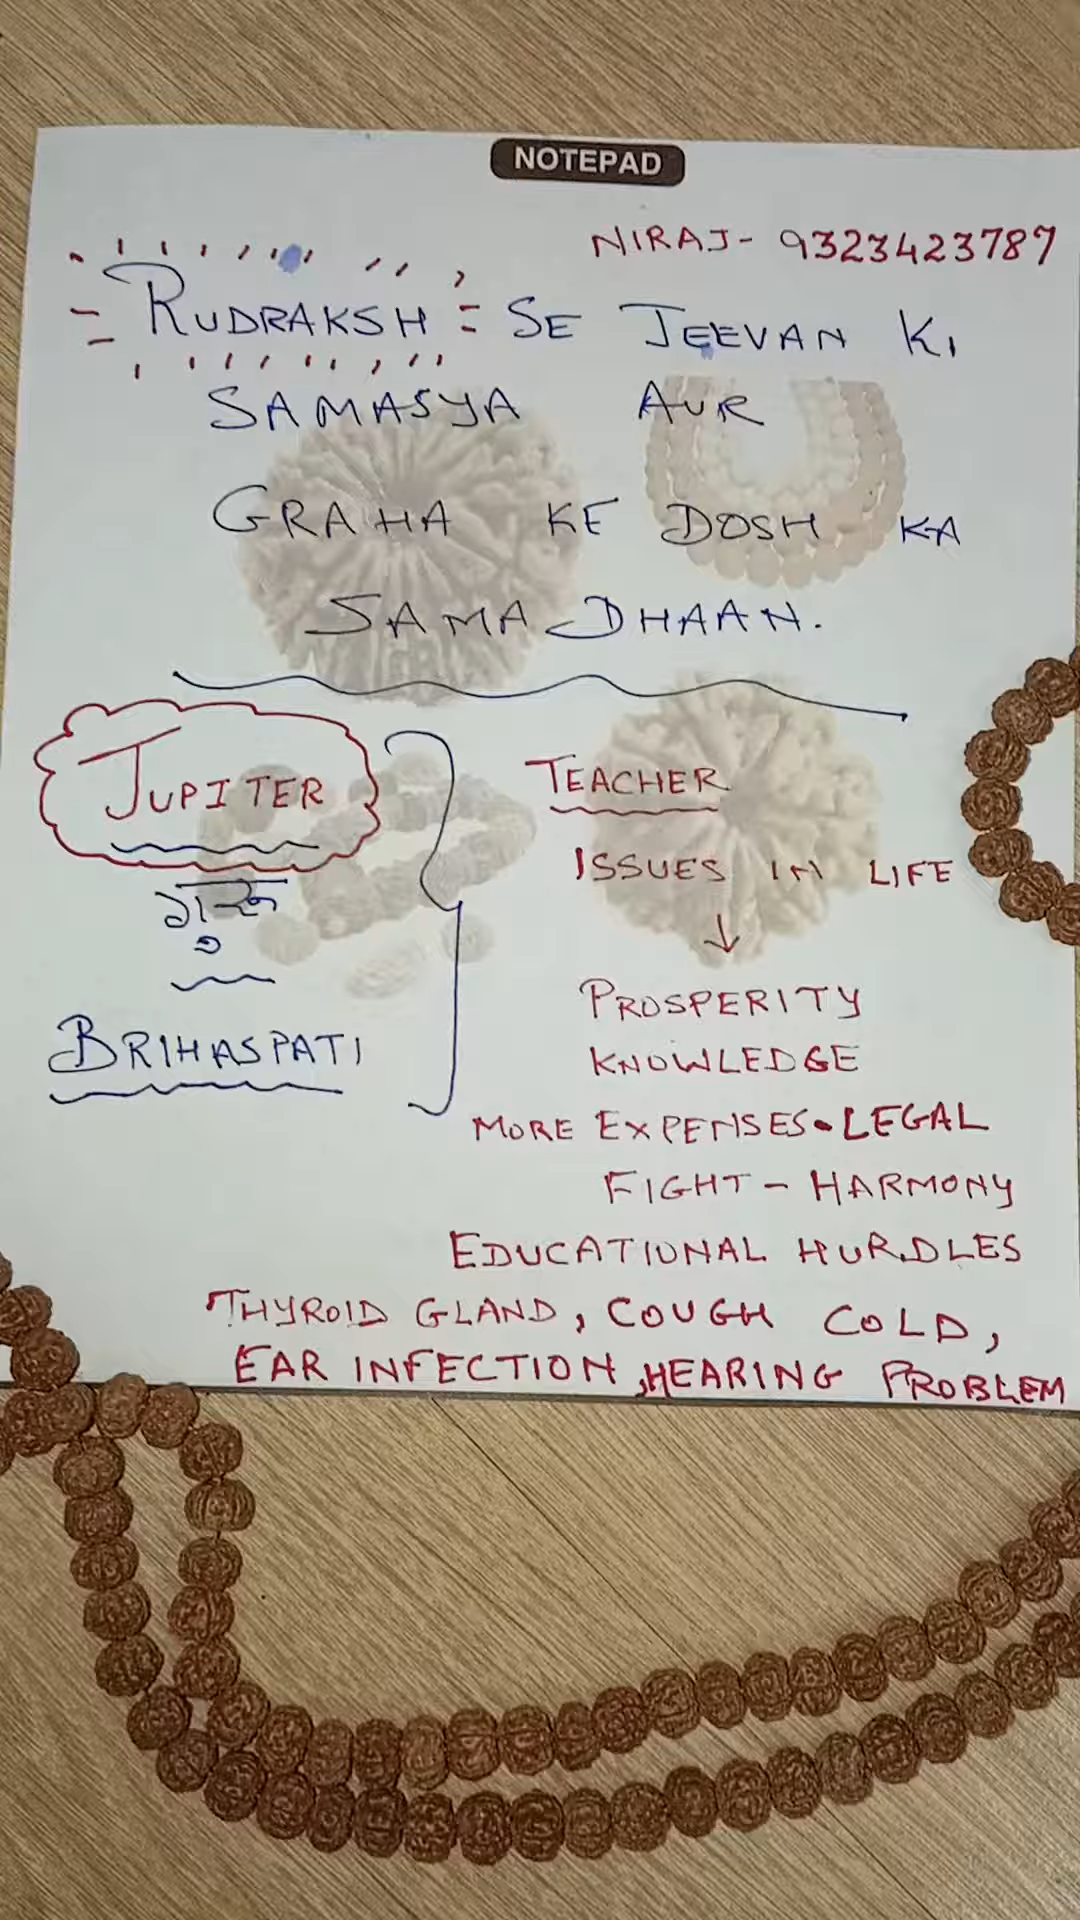 NOTEPAD
NIRAJ- 9323423787
RUDRAKSH SE JEEVAN KI
SAMASYA AUR
GRAHA KE DOSH KA
SAMADHAAN.
JUPITER
गुरू
BRIHASPATI
TEACHER
ISSUES IN LIFE
PROSPERITY
KNOWLEDGE
MORE EXPENSES • LEGAL
FIGHT - HARMONY
EDUCATIONAL HURDLES
THYROID GLAND, COUGH COLD,
EAR INFECTION, HEARING PROBLEM